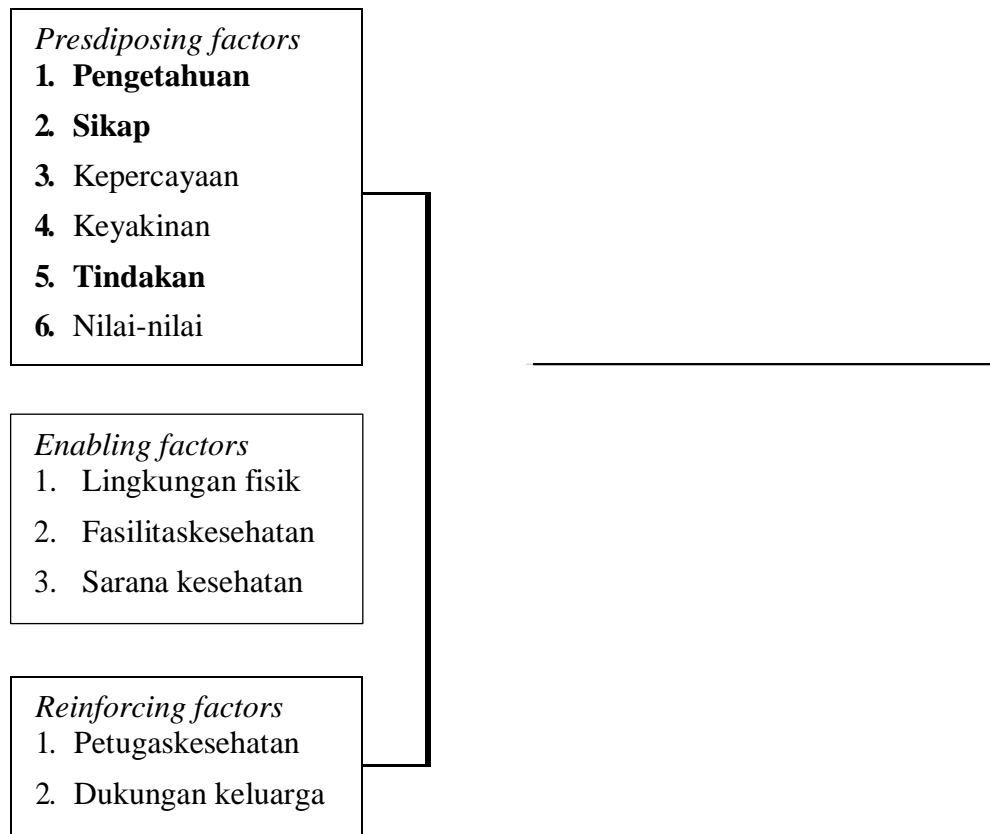 Presdiposing factors
1. Pengetahuan
2. Sikap
3. Kepercayaan
4. Keyakinan
5. Tindakan
6. Nilai-nilai
Enabling factors
1. Lingkungan fisik
2. Fasilitaskesehatan
3. Sarana kesehatan
Reinforcing factors
1. Petugaskesehatan
2. Dukungan keluarga